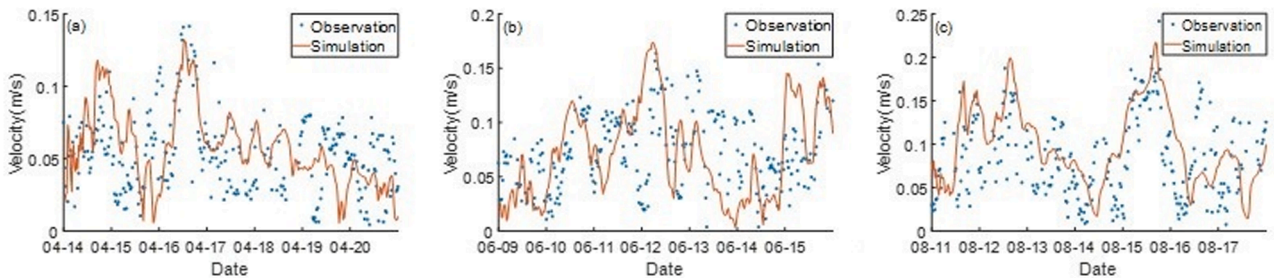 (a)
Observation
Simulation
Velocity(m/s)
0.15
0.1
0.05
0
04-14 04-15 04-16 04-17 04-18 04-19 04-20
Date
(b)
Observation
Simulation
Velocity(m/s)
0.2
0.15
0.1
0.05
0
06-09 06-10 06-11 06-12 06-13 06-14 06-15
Date
(c)
Observation
Simulation
Velocity(m/s)
0.25
0.2
0.15
0.1
0.05
0
08-11 08-12 08-13 08-14 08-15 08-16 08-17
Date